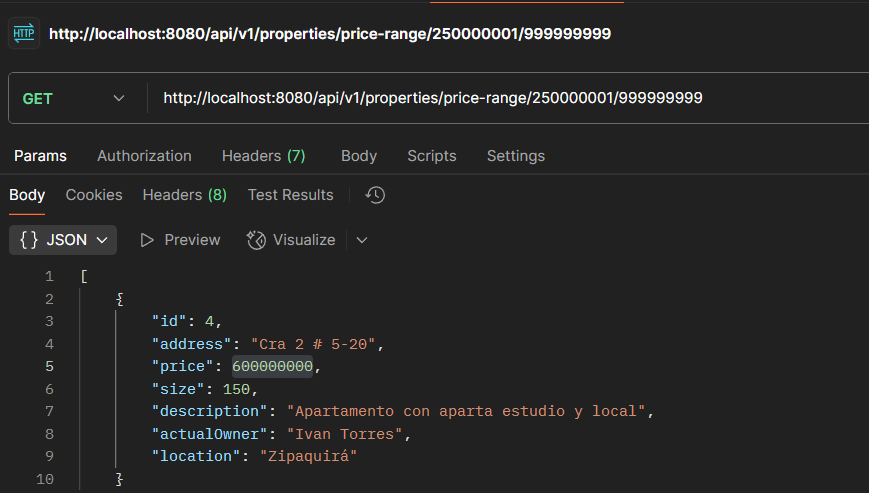 HTTP http://localhost:8080/api/v1/properties/price-range/250000001/999999999
GET http://localhost:8080/api/v1/properties/price-range/250000001/999999999
Params Authorization Headers (7) Body Scripts Settings
Body Cookies Headers (8) Test Results
{} JSON Preview Visualize
1 [
2 {
3 "id": 4,
4 "address": "Cra 2 # 5-20",
5 "price": 600000000,
6 "size": 150,
7 "description": "Apartamento con aparta estudio y local",
8 "actualOwner": "Ivan Torres",
9 "location": "Zipaquirá"
10 }